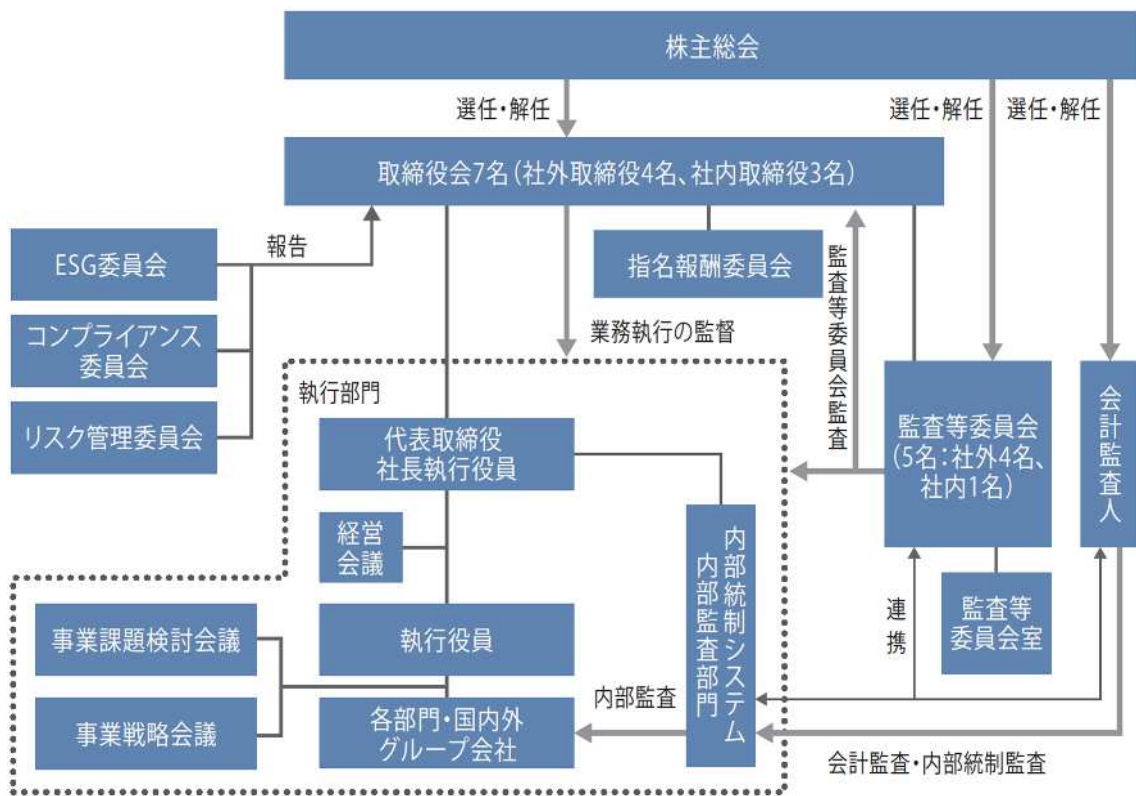 株主総会
選任・解任
選任・解任
選任・解任
取締役会7名（社外取締役4名、社内取締役3名）
ESG委員会
報告
指名報酬委員会
監査等委員会監査
コンプライアンス
委員会
業務執行の監督
リスク管理委員会
執行部門
代表取締役
社長執行役員
監査等委員会
（5名：社外4名、
社内1名）
会計監査人
経営
会議
内部統制システム
内部監査部門
連携
監査等
委員会室
事業課題検討会議
執行役員
事業戦略会議
各部門・国内外
グループ会社
内部監査
会計監査・内部統制監査